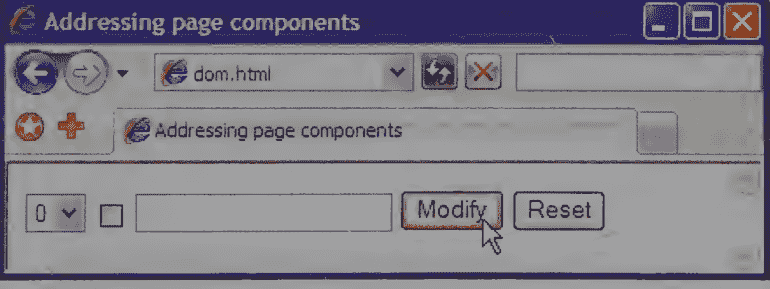 Addressing page components
dom.html
Addressing page components
0 Modify Reset